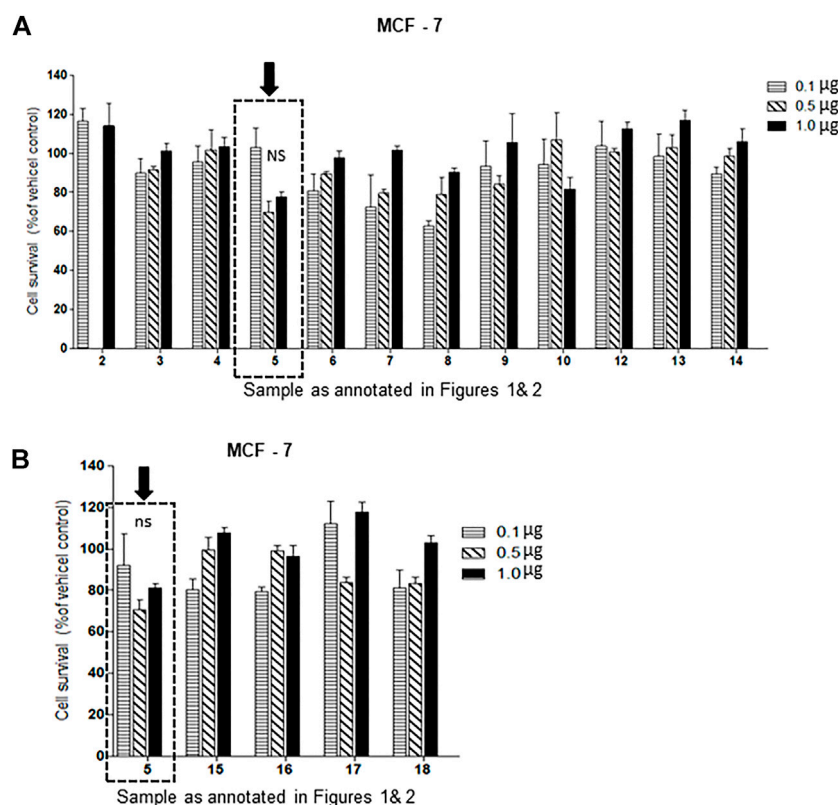 A
MCF - 7
140
120
100
80
60
40
20
0
Cell survival (%of vehicel control)
NS
0.1 µg
0.5 µg
1.0 µg
2 3 4 5 6 7 8 9 10 12 13 14
Sample as annotated in Figures 1& 2
B
MCF - 7
140
120
100
80
60
40
20
0
Cell survival (%of vehicel control)
ns
0.1 µg
0.5 µg
1.0 µg
5 15 16 17 18
Sample as annotated in Figures 1& 2